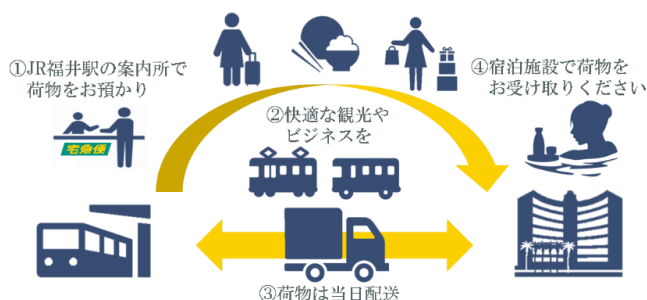 ①JR福井駅の案内所で
荷物をお預かり
宅急便
②快適な観光や
ビジネスを
③荷物は当日配送
④宿泊施設で荷物を
お受け取りください